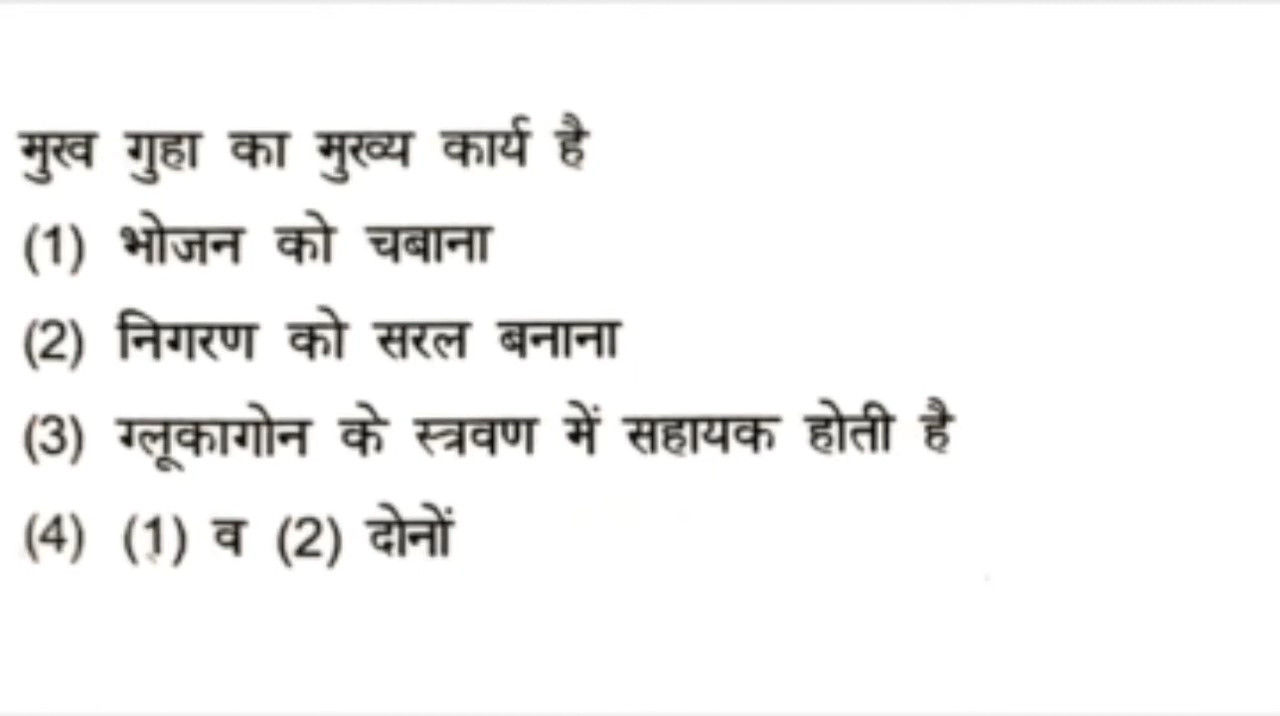 मुख गुहा का मुख्य कार्य है
(1) भोजन को चबाना
(2) निगरण को सरल बनाना
(3) ग्लूकागोन के स्त्रवण में सहायक होती है
(4) (1) व (2) दोनों